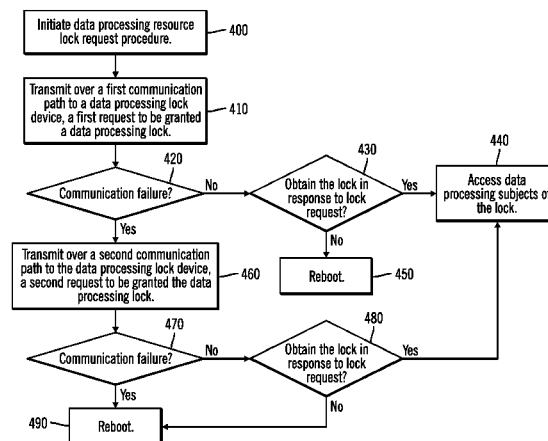 Initiate data processing resource
lock request procedure.
400
Transmit over a first communication
path to a data processing lock
device, a first request to be granted
a data processing lock.
410
420
Communication failure?
No
Yes
430
Obtain the lock in
response to lock
request?
Yes
No
440
Access data
processing subjects of
the lock.
Reboot.
450
Transmit over a second communication
path to the data processing lock device,
a second request to be granted the data
processing lock.
460
470
Communication failure?
No
Yes
480
Obtain the lock in
response to lock
request?
Yes
No
490
Reboot.